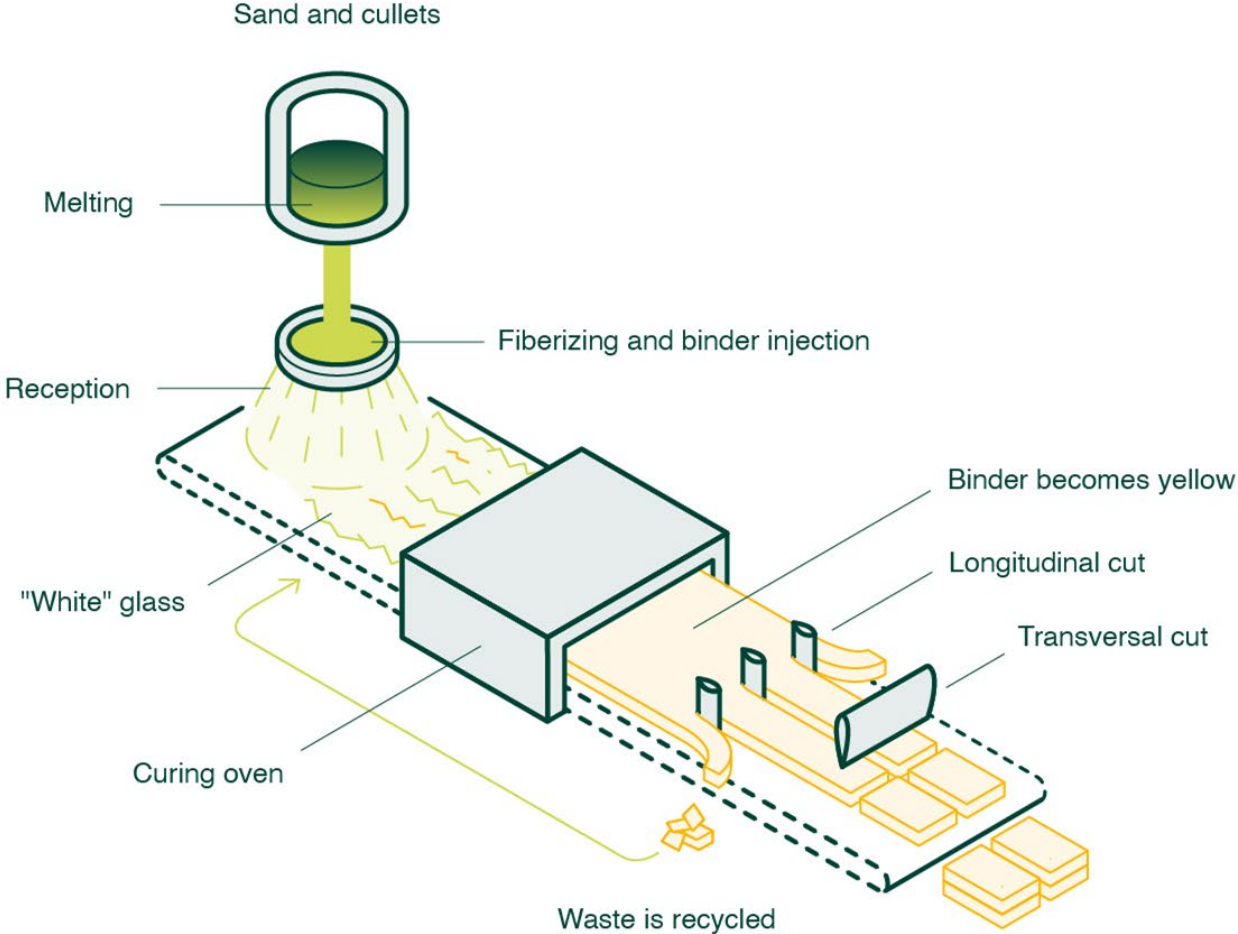 Sand and cullets
Melting
Fiberizing and binder injection
Reception
Binder becomes yellow
Longitudinal cut
"White" glass
Transversal cut
Curing oven
Waste is recycled